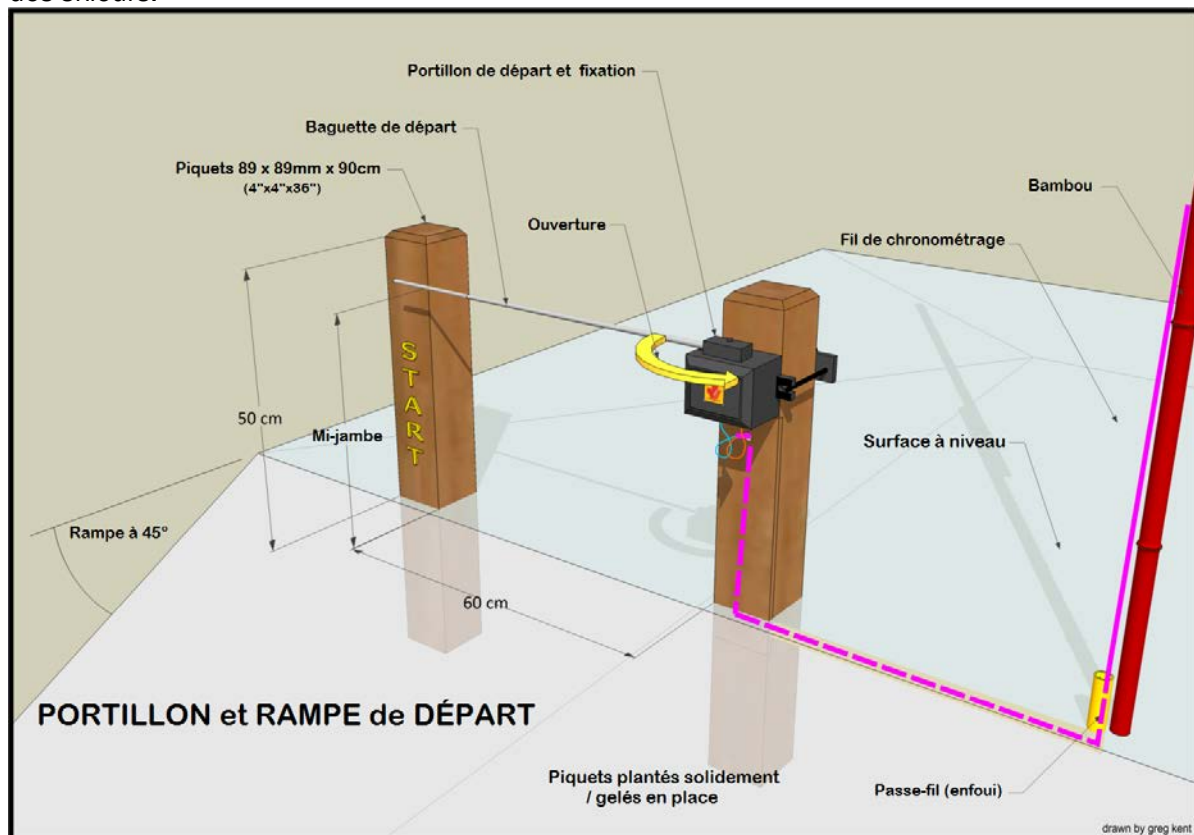 Portillon de départ et fixation
Baguette de départ
Piquets 89 x 89mm x 90cm
(4"x4"x36")
Bambou
Ouverture
Fil de chronométrage
START
50 cm
Mi-jambe
Surface à niveau
Rampe à 45°
60 cm
PORTILLON et RAMPE de DÉPART
Piquets plantés solidement
/ gelés en place
Passe-fil (enfoui)
drawn by greg kent